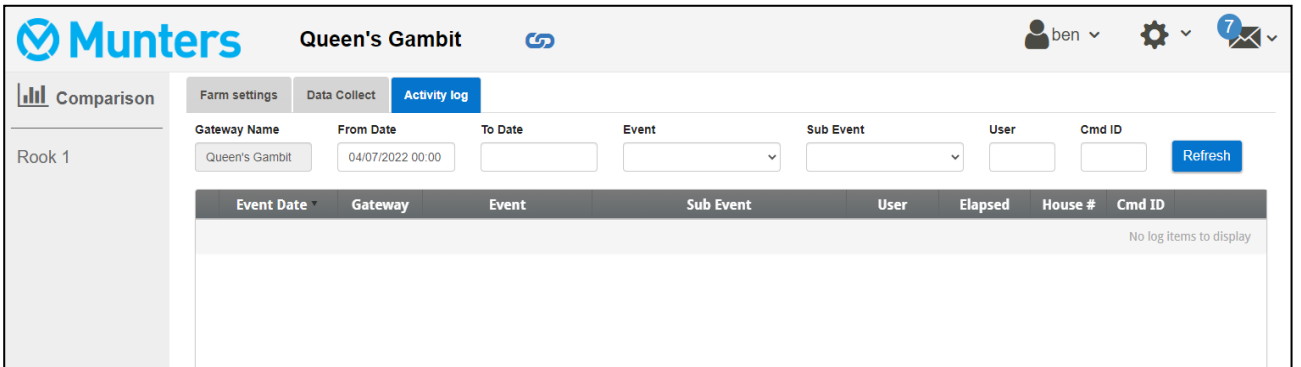 Munters Queen's Gambit ben 7
Comparison Farm settings Data Collect Activity log
Gateway Name From Date To Date Event Sub Event User Cmd ID
Rook 1 Queen's Gambit 04/07/2022 00:00 Refresh
Event Date Gateway Event Sub Event User Elapsed House # Cmd ID
No log items to display